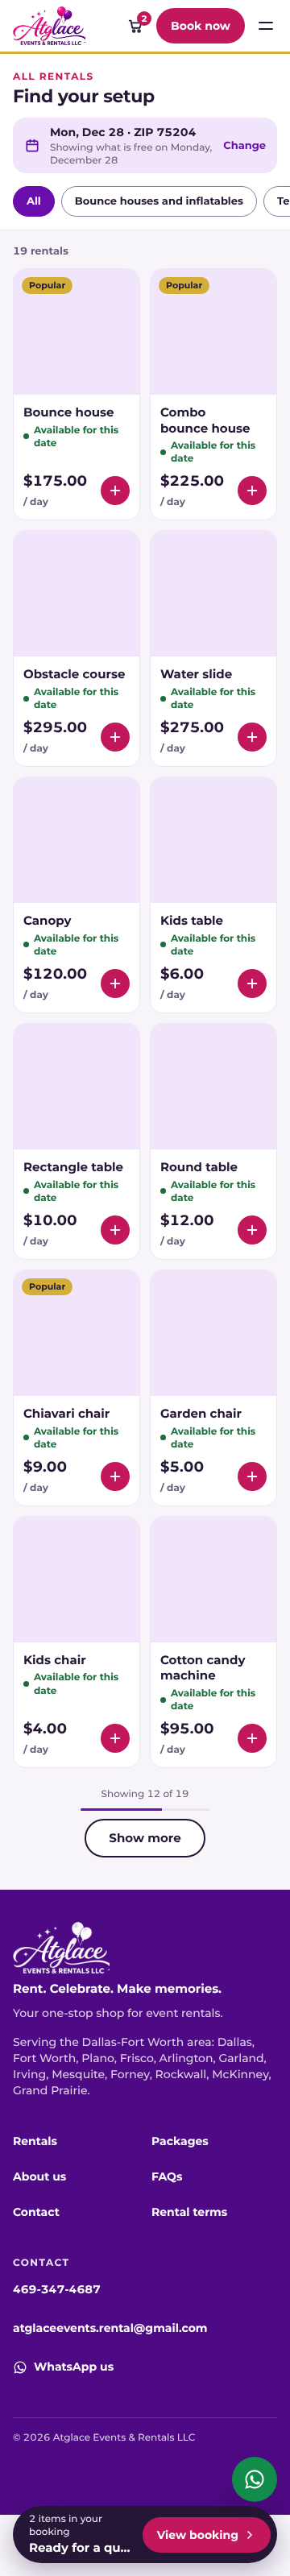 Atglace
EVENTS & RENTALS LLC
2
Book now
ALL RENTALS
Find your setup
Mon, Dec 28 · ZIP 75204
Showing what is free on Monday,
December 28
Change
All
Bounce houses and inflatables
Te
19 rentals
Popular
Bounce house
Available for this
date
$175.00
/ day
Popular
Combo
bounce house
Available for this
date
$225.00
/ day
Obstacle course
Available for this
date
$295.00
/ day
Water slide
Available for this
date
$275.00
/ day
Canopy
Available for this
date
$120.00
/ day
Kids table
Available for this
date
$6.00
/ day
Rectangle table
Available for this
date
$10.00
/ day
Round table
Available for this
date
$12.00
/ day
Popular
Chiavari chair
Available for this
date
$9.00
/ day
Garden chair
Available for this
date
$5.00
/ day
Kids chair
Available for this
date
$4.00
/ day
Cotton candy
machine
Available for this
date
$95.00
/ day
Showing 12 of 19
Show more
Atglace
EVENTS & RENTALS LLC
Rent. Celebrate. Make memories.
Your one-stop shop for event rentals.
Serving the Dallas-Fort Worth area: Dallas,
Fort Worth, Plano, Frisco, Arlington, Garland,
Irving, Mesquite, Forney, Rockwall, McKinney,
Grand Prairie.
Rentals
Packages
About us
FAQs
Contact
Rental terms
CONTACT
469-347-4687
atglaceevents.rental@gmail.com
WhatsApp us
© 2026 Atglace Events & Rentals LLC
2 items in your
booking
Ready for a qu...
View booking